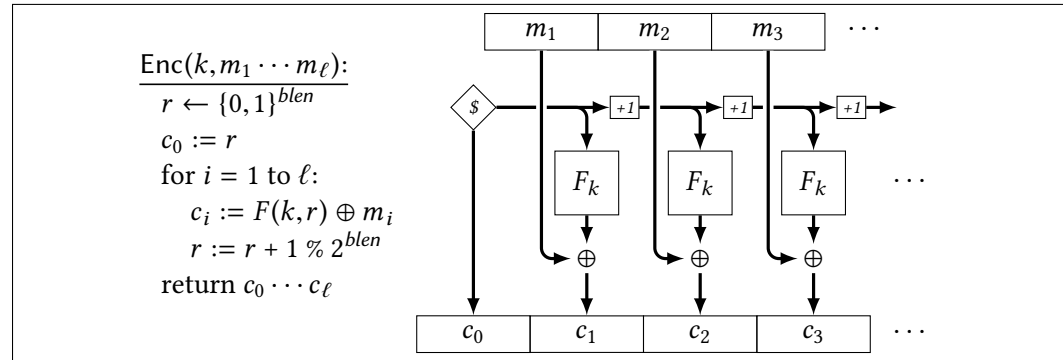 Enc(k, m₁ ⋯ m_ℓ):
r ← {0, 1}^blen
c₀ := r
for i = 1 to ℓ:
c_i := F(k, r) ⊕ m_i
r := r + 1 % 2^blen
return c₀ ⋯ c_ℓ
m₁ m₂ m₃ ⋯
$ +1 +1 +1
F_k F_k F_k ⋯
⊕ ⊕ ⊕
c₀ c₁ c₂ c₃ ⋯